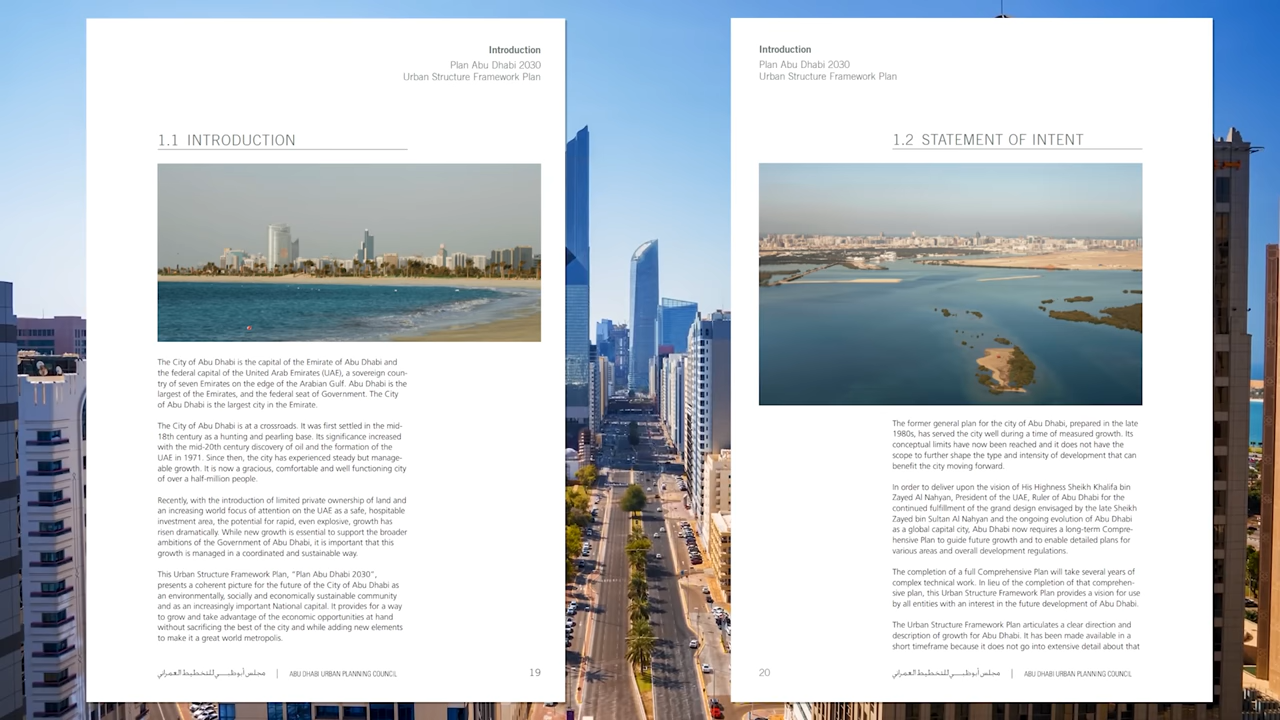 Introduction
Plan Abu Dhabi 2030
Urban Structure Framework Plan
1.1 INTRODUCTION
The City of Abu Dhabi is the capital of the Emirate of Abu Dhabi and
the federal capital of the United Arab Emirates (UAE), a sovereign coun-
try of seven Emirates on the edge of the Arabian Gulf. Abu Dhabi is the
largest of the Emirates, and the federal seat of Government. The City
of Abu Dhabi is the largest city in the Emirate.
The City of Abu Dhabi is at a crossroads. It was first settled in the mid-
18th century as a hunting and pearling base. Its significance increased
with the mid-20th century discovery of oil and the formation of the
UAE in 1971. Since then, the city has experienced steady but manage-
able growth. It is now a gracious, comfortable and well functioning city
of over a half-million people.
Recently, with the introduction of limited private ownership of land and
an increasing world focus of attention on the UAE as a safe, hospitable
investment area, the potential for rapid, even explosive, growth has
risen dramatically. While new growth is essential to support the broader
ambitions of the Government of Abu Dhabi, it is important that this
growth is managed in a coordinated and sustainable way.
This Urban Structure Framework Plan, "Plan Abu Dhabi 2030",
presents a coherent picture for the future of the City of Abu Dhabi as
an environmentally, socially and economically sustainable community
and as an increasingly important National capital. It provides for a way
to grow and take advantage of the economic opportunities at hand
without sacrificing the best of the city and while adding new elements
to make it a great world metropolis.
مجلس أبوظبي للتخطيط العمراني | ABU DHABI URBAN PLANNING COUNCIL
19
Introduction
Plan Abu Dhabi 2030
Urban Structure Framework Plan
1.2 STATEMENT OF INTENT
The former general plan for the city of Abu Dhabi, prepared in the late
1980s, has served the city well during a time of measured growth. Its
conceptual limits have now been reached and it does not have the
scope to further shape the type and intensity of development that can
benefit the city moving forward.
In order to deliver upon the vision of His Highness Sheikh Khalifa bin
Zayed Al Nahyan, President of the UAE, Ruler of Abu Dhabi for the
continued fulfillment of the grand design envisaged by the late Sheikh
Zayed bin Sultan Al Nahyan and the ongoing evolution of Abu Dhabi
as a global capital city, Abu Dhabi now requires a long-term Compre-
hensive Plan to guide future growth and to enable detailed plans for
various areas and overall development regulations.
The completion of a full Comprehensive Plan will take several years of
complex technical work. In lieu of the completion of that comprehen-
sive plan, this Urban Structure Framework Plan provides a vision for use
by all entities with an interest in the future development of Abu Dhabi.
The Urban Structure Framework Plan articulates a clear direction and
description of growth for Abu Dhabi. It has been made available in a
short timeframe because it does not go into extensive detail about that
20
مجلس أبوظبي للتخطيط العمراني | ABU DHABI URBAN PLANNING COUNCIL